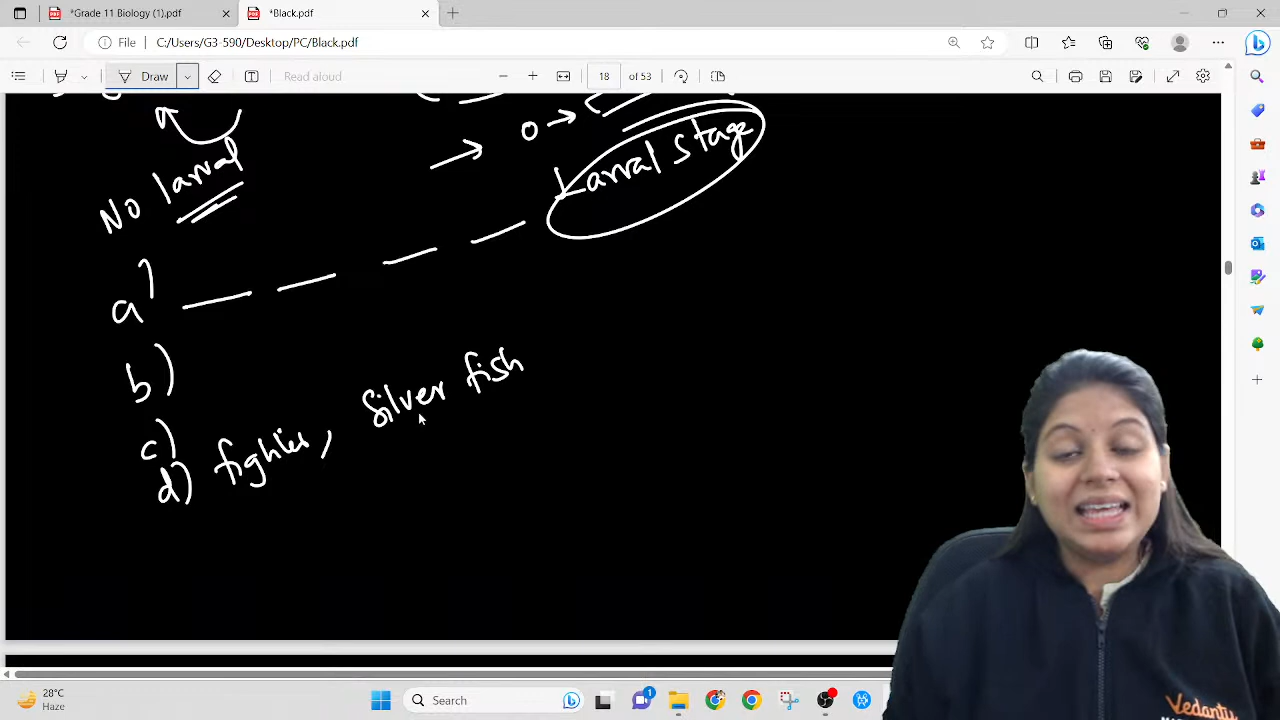 *Grade 11 Biology (1).pdf
*Black.pdf
File C:/Users/G3-590/Desktop/PC/Black.pdf
Draw
Read aloud
18 of 53
Larval Stage
No larval
a)
b)
Silver fish
c)
d) fighter,
28°C
Haze
Search
1
Vedantu